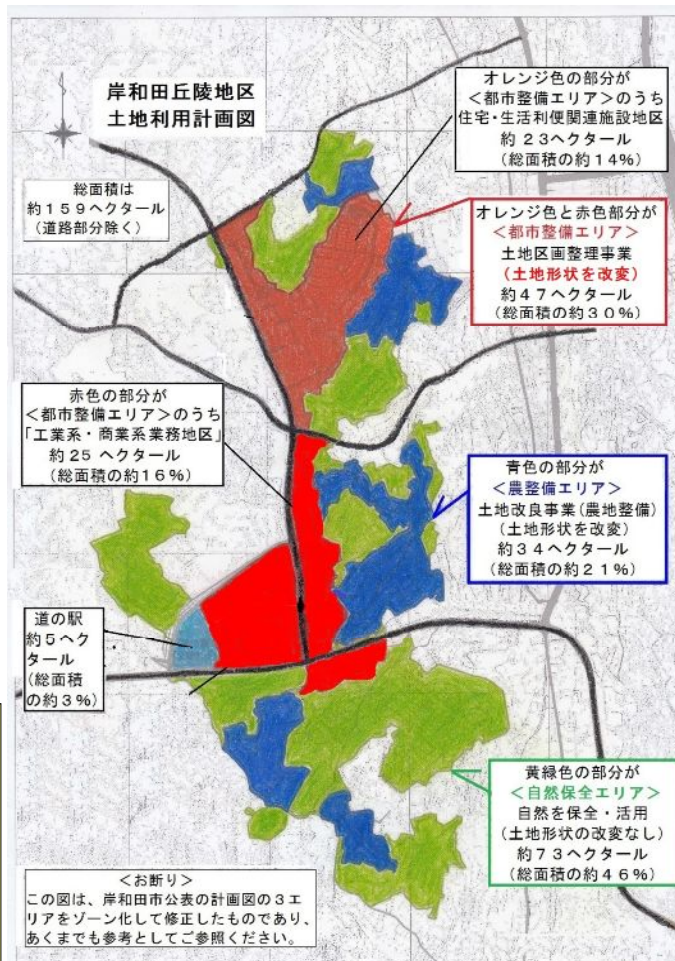 岸和田丘陵地区
土地利用計画図
総面積は
約１５９ヘクタール
(道路部分除く)
オレンジ色の部分が
＜都市整備エリア＞のうち
住宅・生活利便関連施設地区
約２３ヘクタール
(総面積の約１４％)
オレンジ色と赤色部分が
＜都市整備エリア＞
土地区画整理事業
(土地形状を改変)
約４７ヘクタール
(総面積の約３０％)
赤色の部分が
＜都市整備エリア＞のうち
「工業系・商業系業務地区」
約２５ヘクタール
(総面積の約１６％)
青色の部分が
＜農整備エリア＞
土地改良事業(農地整備)
(土地形状を改変)
約３４ヘクタール
(総面積の約２１％)
道の駅
約５ヘク
タール
(総面積
の約３％)
黄緑色の部分が
＜自然保全エリア＞
自然を保全・活用
(土地形状の改変なし)
約７３ヘクタール
(総面積の約４６％)
＜お断り＞
この図は、岸和田市公表の計画図の３エ
リアをゾーン化して修正したものであり、
あくまでも参考としてご参照ください。